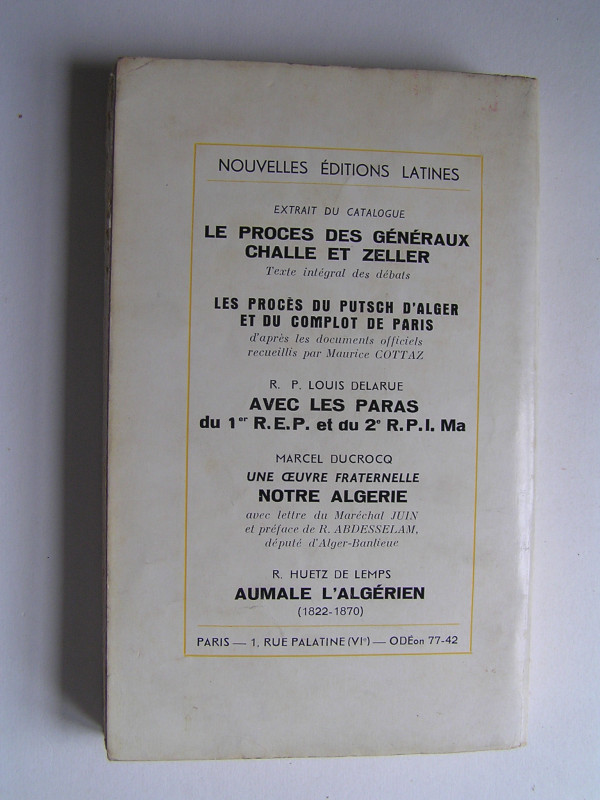 NOUVELLES ÉDITIONS LATINES
EXTRAIT DU CATALOGUE
LE PROCES DES GÉNÉRAUX
CHALLE ET ZELLER
Texte intégral des débats
LES PROCÈS DU PUTSCH D'ALGER
ET DU COMPLOT DE PARIS
d'après les documents officiels
recueillis par Maurice COTTAZ
R. P. LOUIS DELARUE
AVEC LES PARAS
du 1er R.E.P. et du 2e R.P.I. Ma
MARCEL DUCROCQ
UNE ŒUVRE FRATERNELLE
NOTRE ALGERIE
avec lettre du Maréchal JUIN
et préface de R. ABDESSELAM,
député d'Alger-Banlieue
R. HUETZ DE LEMPS
AUMALE L'ALGÉRIEN
(1822-1870)
PARIS — 1, RUE PALATINE (VIe) — ODÉon 77-42